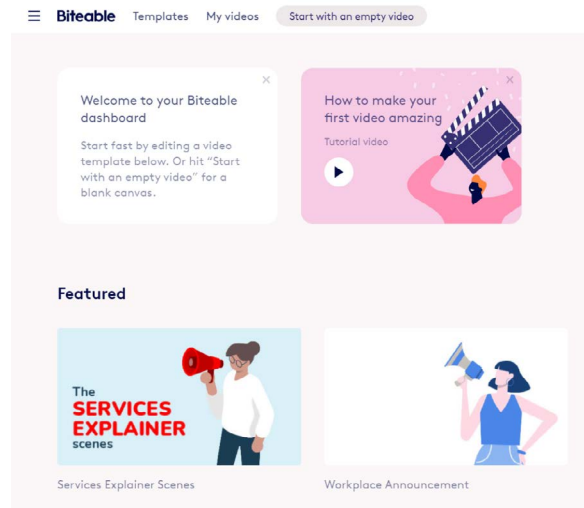 Biteable Templates My videos Start with an empty video
Welcome to your Biteable
dashboard
Start fast by editing a video
template below. Or hit “Start
with an empty video” for a
blank canvas.
How to make your
first video amazing
Tutorial video
Featured
The
SERVICES
EXPLAINER
scenes
Services Explainer Scenes
Workplace Announcement